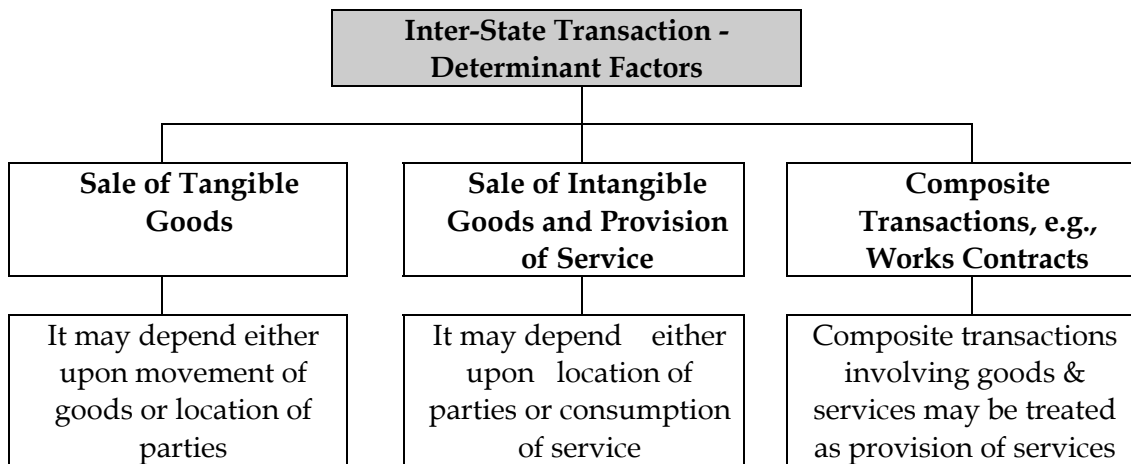 Inter-State Transaction -
Determinant Factors
Sale of Tangible
Goods
Sale of Intangible
Goods and Provision
of Service
Composite
Transactions, e.g.,
Works Contracts
It may depend either
upon movement of
goods or location of
parties
It may depend either
upon location of
parties or consumption
of service
Composite transactions
involving goods &
services may be treated
as provision of services